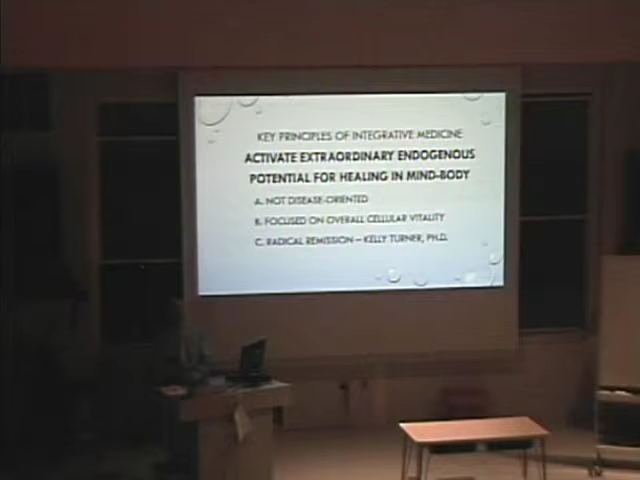 KEY PRINCIPLES OF INTEGRATIVE MEDICINE
ACTIVATE EXTRAORDINARY ENDOGENOUS
POTENTIAL FOR HEALING IN MIND-BODY
A. NOT DISEASE-ORIENTED
B. FOCUSED ON OVERALL CELLULAR VITALITY
C. RADICAL REMISSION – KELLY TURNER, PH.D.